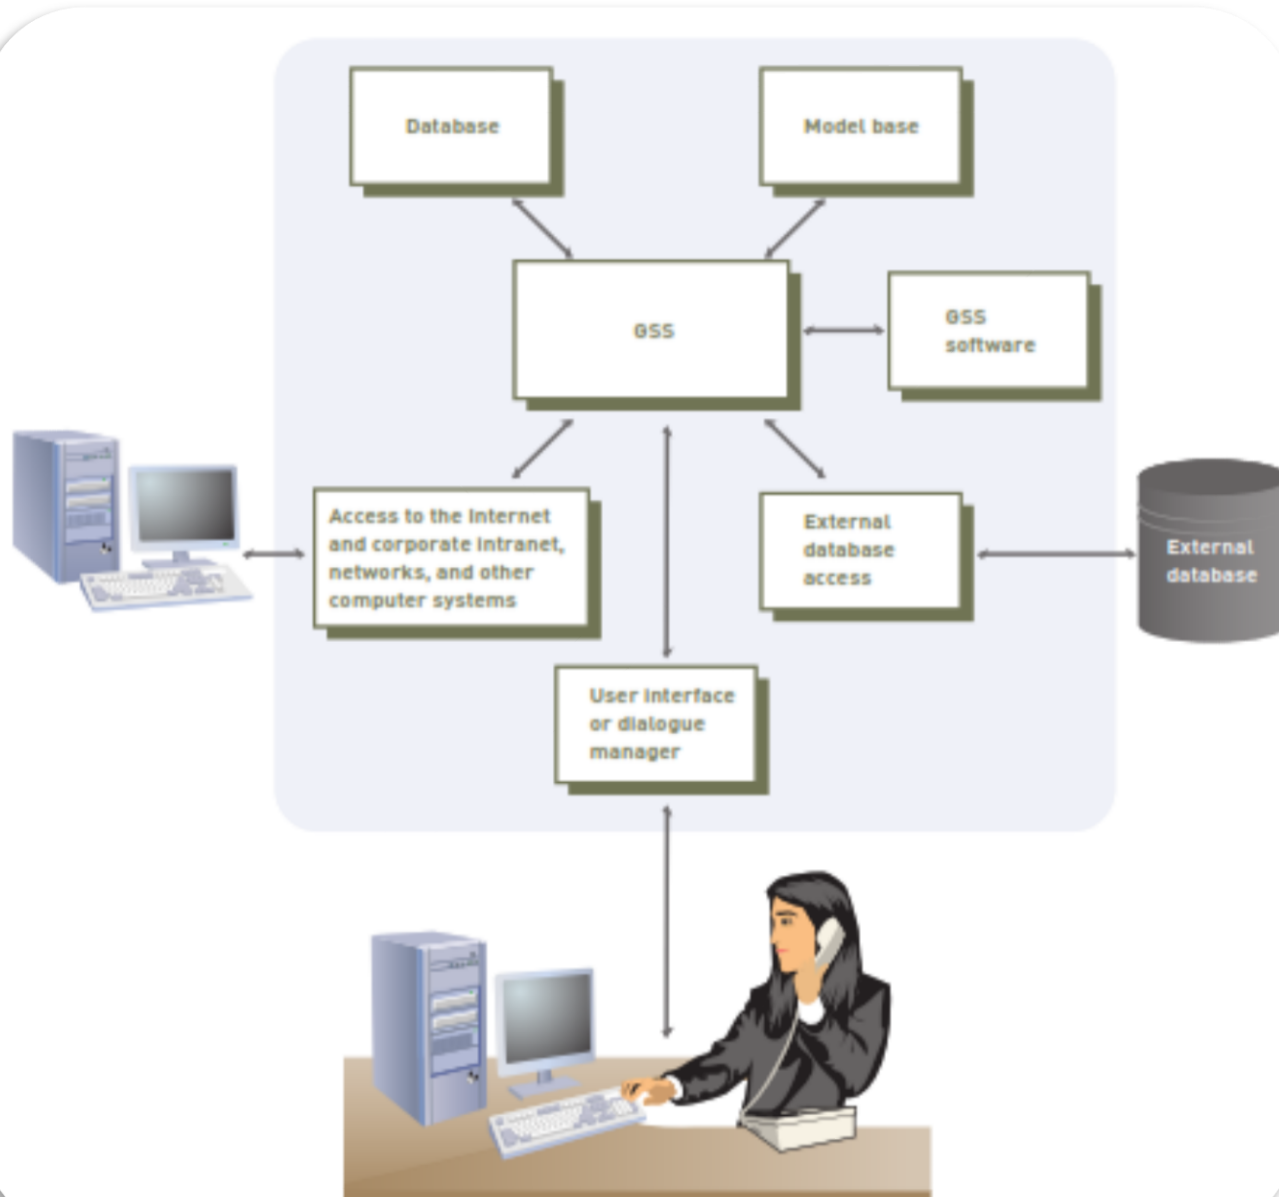 Database
Model base
GSS
GSS
software
Access to the Internet
and corporate intranet,
networks, and other
computer systems
External
database
access
External
database
User interface
or dialogue
manager